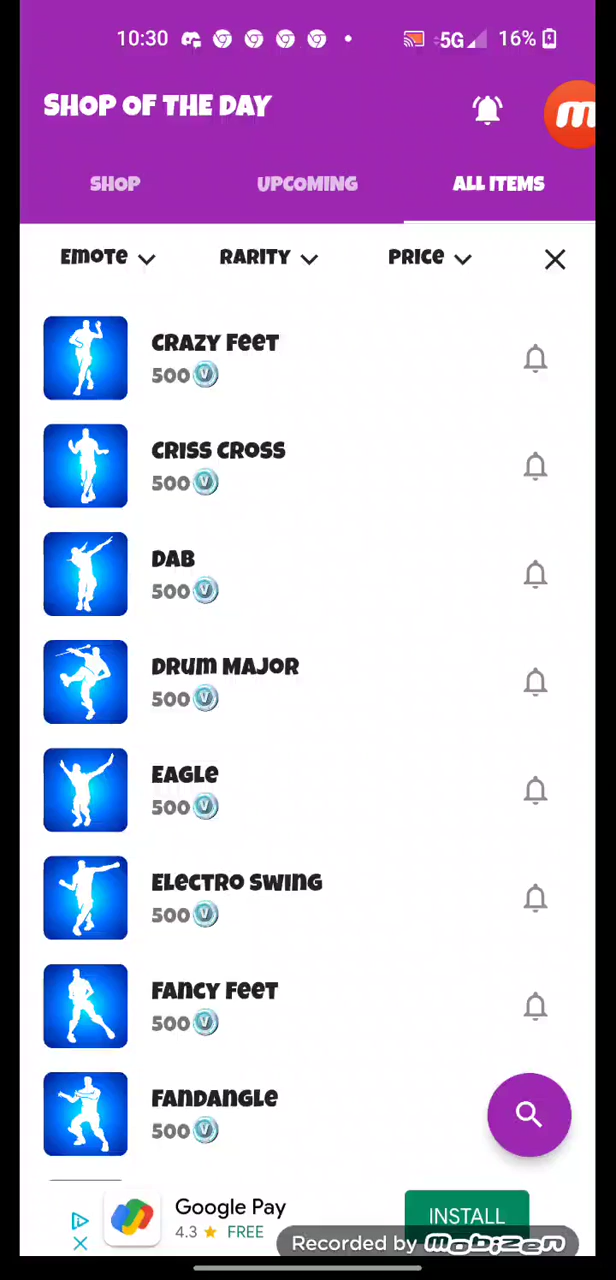 10:30 5G 16%
SHOP OF THE DAY
m
SHOP UPCOMING ALL ITEMS
Emote RARITY PRICE
CRAZY Feet
500 V
CRISS CROSS
500 V
DAB
500 V
DRUM MAJOR
500 V
EAGLe
500 V
ELeCTRO SWING
500 V
FANCY Feet
500 V
FANDANGLe
500 V
Google Pay
4.3 FREE
INSTALL
Recorded by mobizen